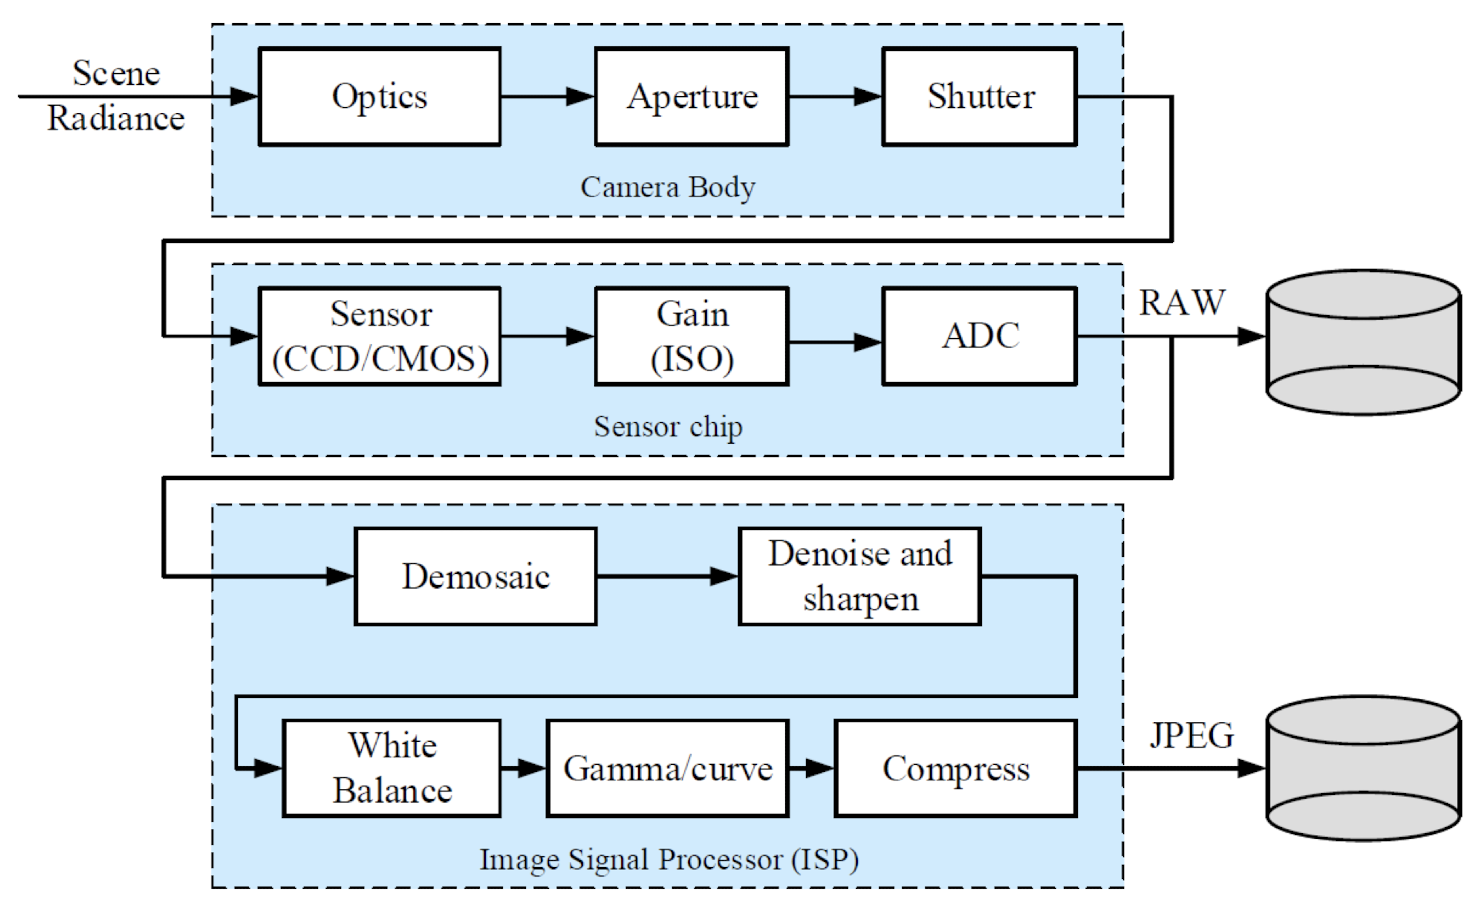 Scene
Radiance
Optics
Aperture
Shutter
Camera Body
Sensor
(CCD/CMOS)
Gain
(ISO)
ADC
RAW
Sensor chip
Demosaic
Denoise and
sharpen
White
Balance
Gamma/curve
Compress
JPEG
Image Signal Processor (ISP)